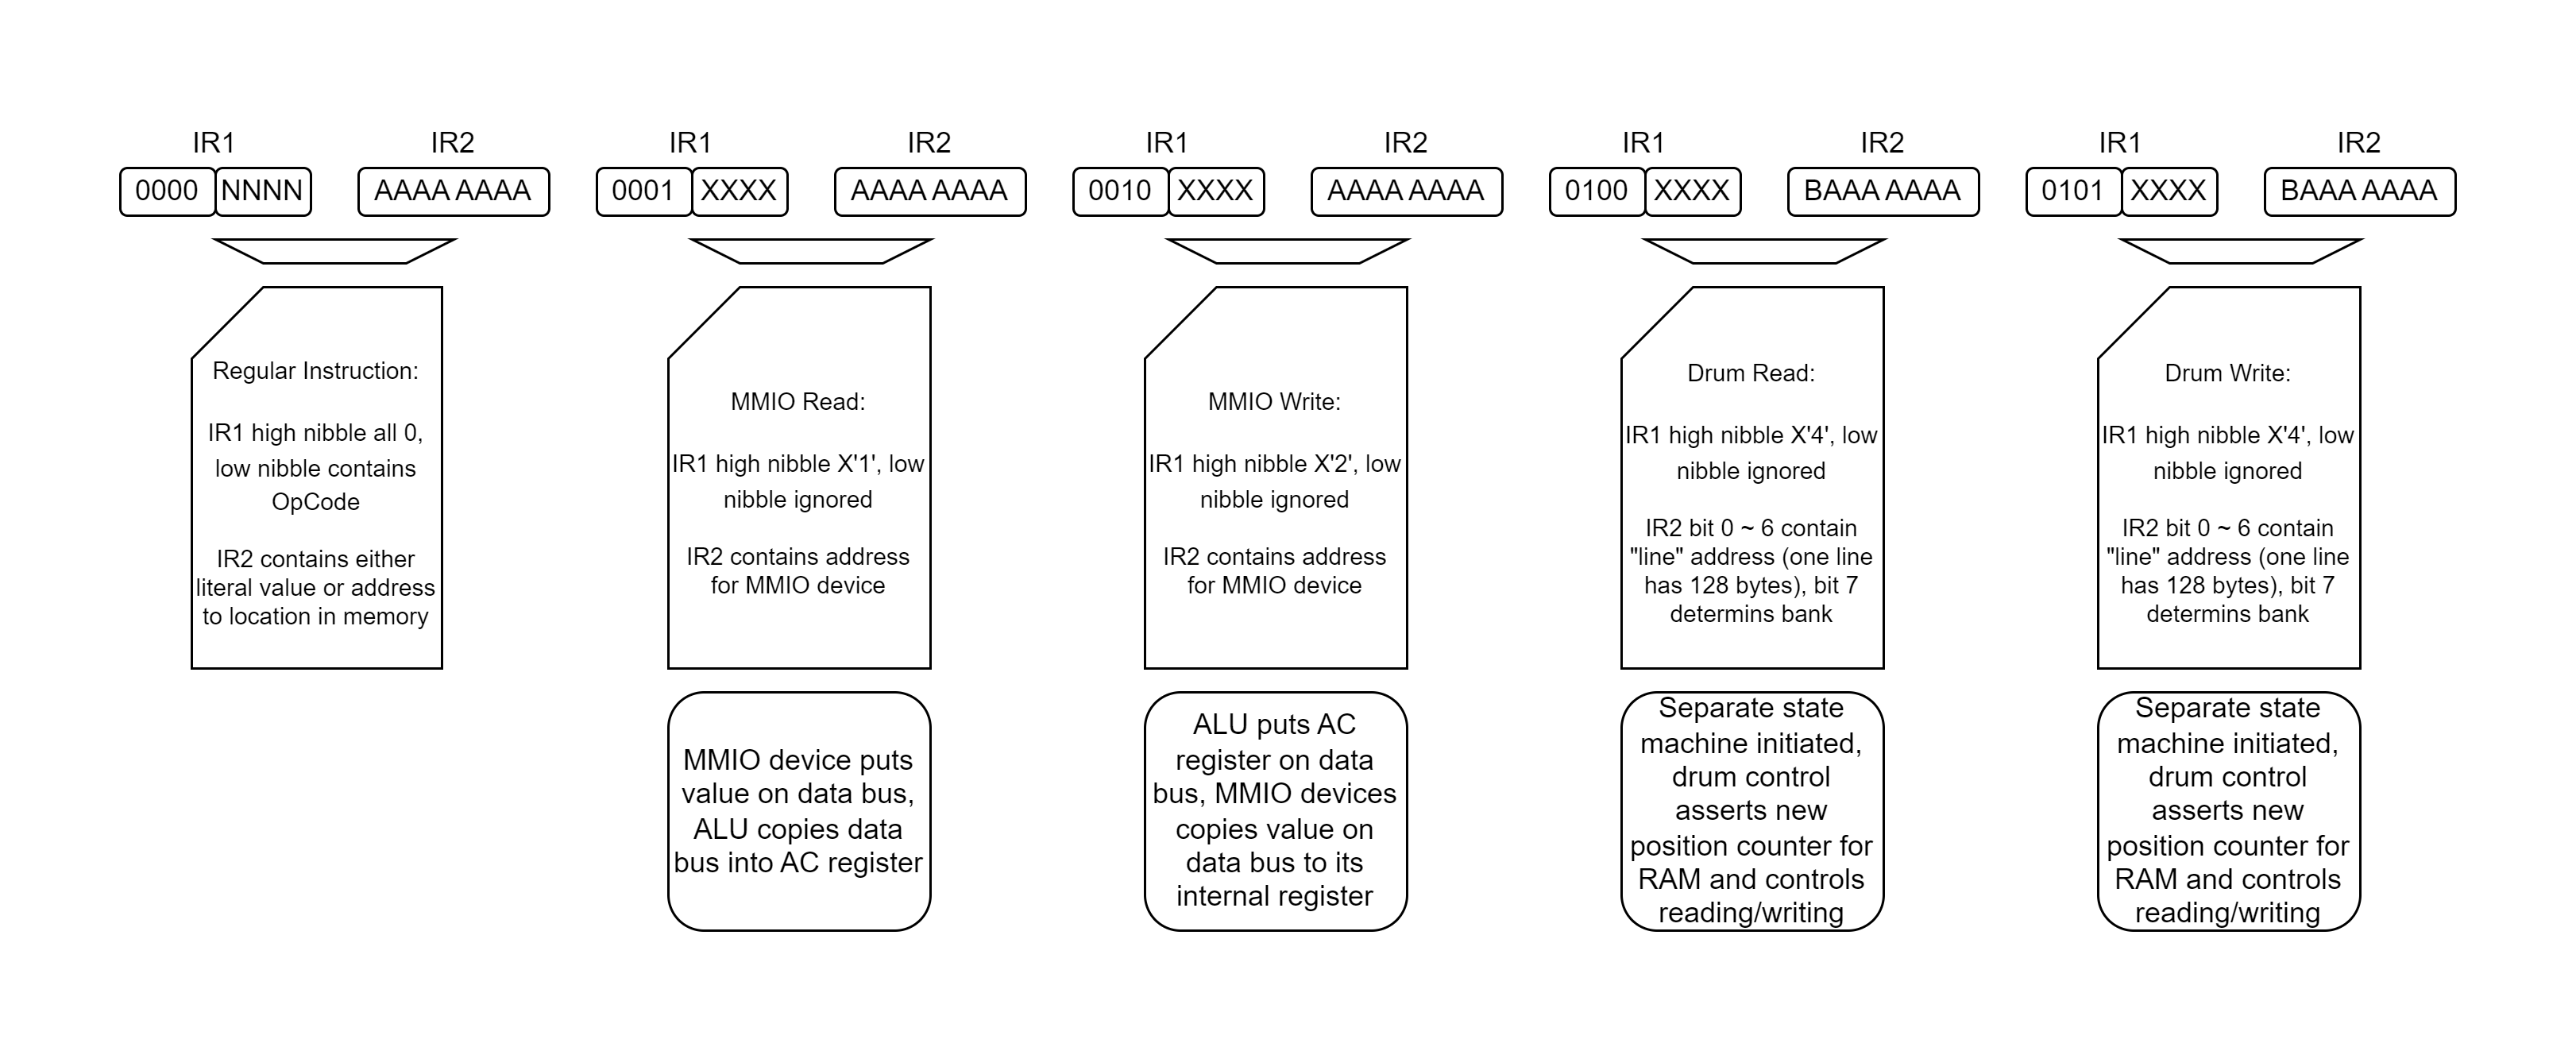 IR1
IR2
0000
NNNN
AAAA AAAA
Regular Instruction:
IR1 high nibble all 0,
low nibble contains
OpCode
IR2 contains either
literal value or address
to location in memory
IR1
IR2
0001
XXXX
AAAA AAAA
MMIO Read:
IR1 high nibble X'1', low
nibble ignored
IR2 contains address
for MMIO device
MMIO device puts
value on data bus,
ALU copies data
bus into AC register
IR1
IR2
0010
XXXX
AAAA AAAA
MMIO Write:
IR1 high nibble X'2', low
nibble ignored
IR2 contains address
for MMIO device
ALU puts AC
register on data
bus, MMIO devices
copies value on
data bus to its
internal register
IR1
IR2
0100
XXXX
BAAA AAAA
Drum Read:
IR1 high nibble X'4', low
nibble ignored
IR2 bit 0 ~ 6 contain
"line" address (one line
has 128 bytes), bit 7
determins bank
Separate state
machine initiated,
drum control
asserts new
position counter for
RAM and controls
reading/writing
IR1
IR2
0101
XXXX
BAAA AAAA
Drum Write:
IR1 high nibble X'4', low
nibble ignored
IR2 bit 0 ~ 6 contain
"line" address (one line
has 128 bytes), bit 7
determins bank
Separate state
machine initiated,
drum control
asserts new
position counter for
RAM and controls
reading/writing